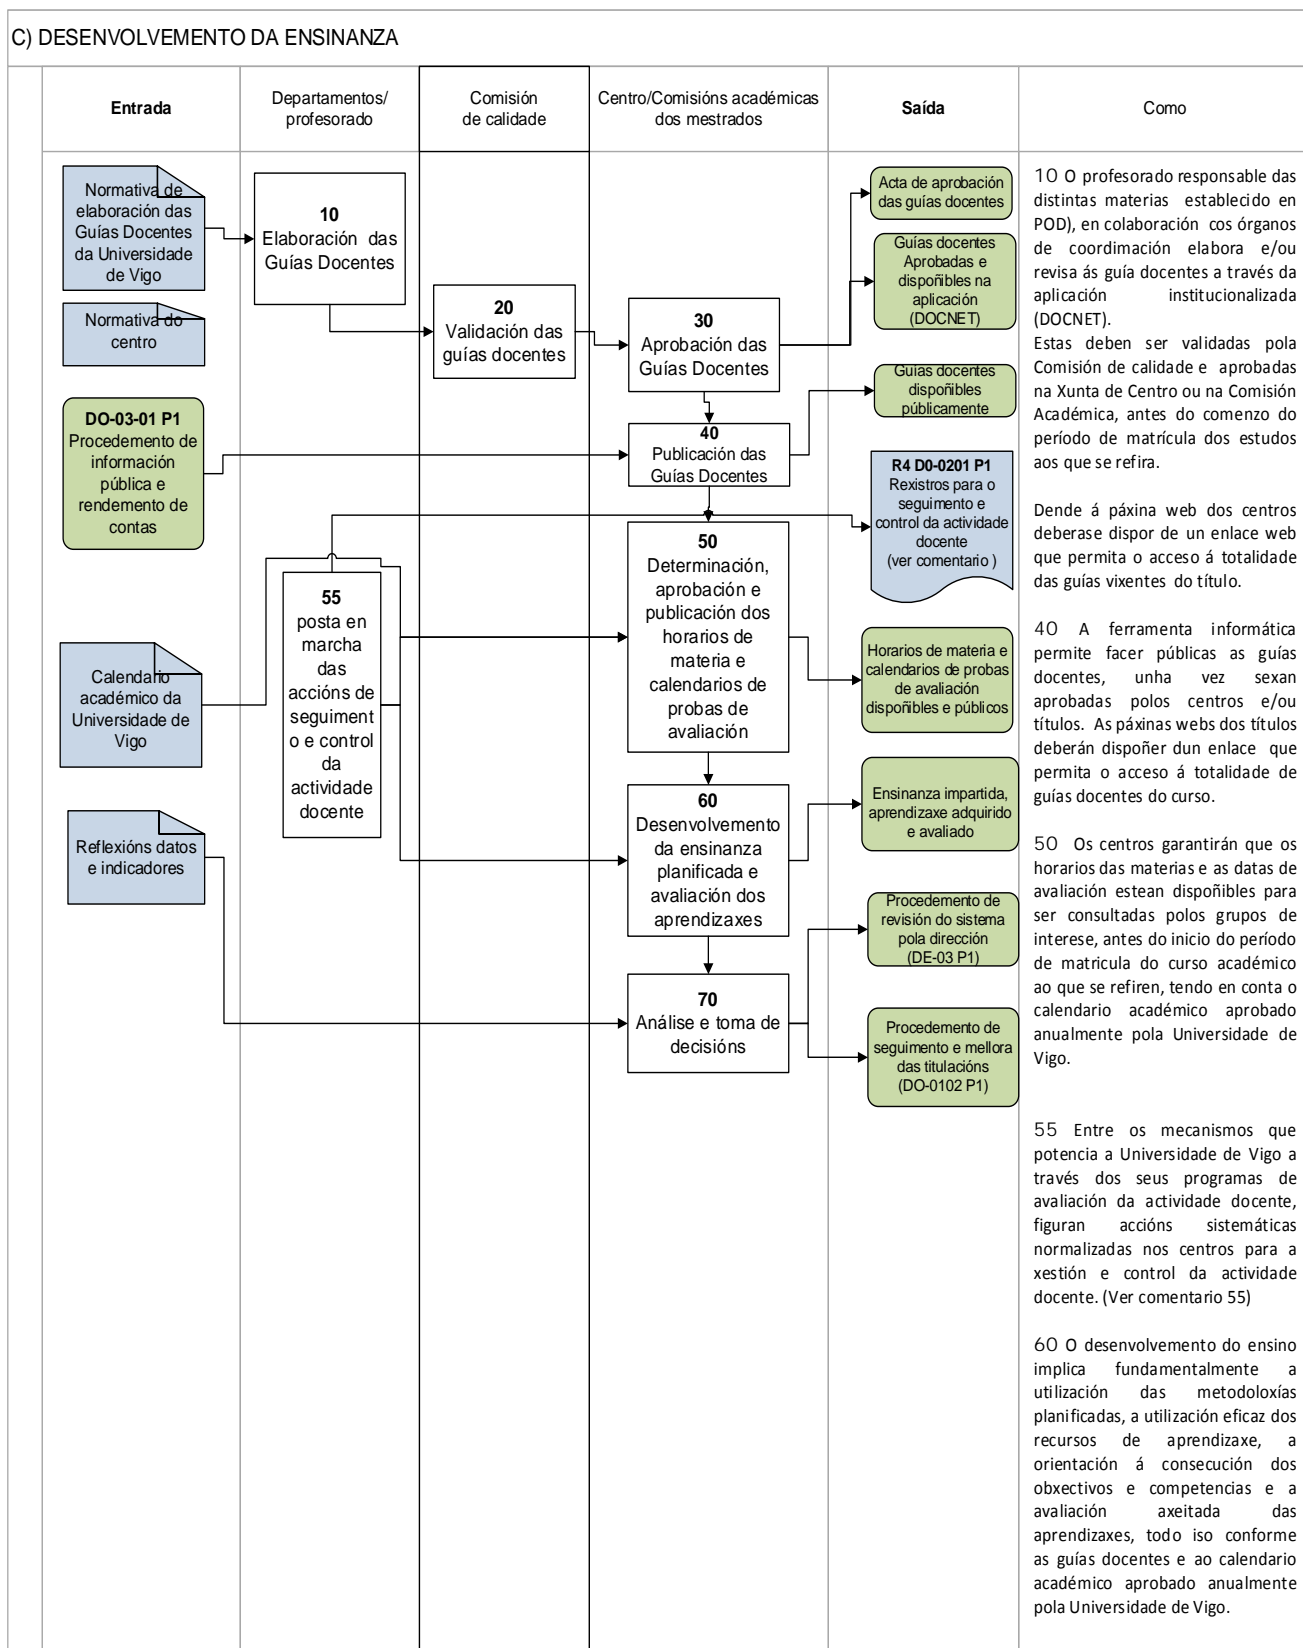 C) DESENVOLVEMENTO DA ENSINANZA
Entrada
Departamentos/
profesorado
Comisión
de calidade
Centro/Comisións académicas
dos mestrados
Saída
Como
Normativa de
elaboración das
Guías Docentes
da Universidade
de Vigo
Normativa do
centro
DO-03-01 P1
Procedemento de
información
pública e
rendemento de
contas
Calendario
académico da
Universidade de
Vigo
Reflexións datos
e indicadores
10
Elaboración das
Guías Docentes
55
posta en
marcha
das
accións de
seguiment
o e control
da
actividade
docente
20
Validación das
guías docentes
30
Aprobación das
Guías Docentes
40
Publicación das
Guías Docentes
50
Determinación,
aprobación e
publicación dos
horarios de
materia e
calendarios de
probas de
avaliación
60
Desenvolvemento
da ensinanza
planificada e
avaliación dos
aprendizaxes
70
Análise e toma de
decisións
Acta de aprobación
das guías docentes
Guías docentes
Aprobadas e
dispoñibles na
aplicación
(DOCNET)
Guías docentes
dispoñibles
públicamente
R4 D0-0201 P1
Rexistros para o
seguimento e
control da actividade
docente
(ver comentario )
Horarios de materia e
calendarios de probas
de avaliación
dispoñibles e públicos
Ensinanza impartida,
aprendizaxe adquirido
e avaliado
Procedemento de
revisión do sistema
pola dirección
(DE-03 P1)
Procedemento de
seguimento e mellora
das titulacións
(DO-0102 P1)
10 O profesorado responsable das
distintas materias establecido en
POD), en colaboración cos órganos
de coordimación elabora e/ou
revisa ás guía docentes a través da
aplicación institucionalizada
(DOCNET).
Estas deben ser validadas pola
Comisión de calidade e aprobadas
na Xunta de Centro ou na Comisión
Académica, antes do comenzo do
período de matrícula dos estudos
aos que se refira.
Dende á páxina web dos centros
deberase dispor de un enlace web
que permita o acceso á totalidade
das guías vixentes do título.
40 A ferramenta informática
permite facer públicas as guías
docentes, unha vez sexan
aprobadas polos centros e/ou
títulos. As páxinas webs dos títulos
deberán dispoñer dun enlace que
permita o acceso á totalidade de
guías docentes do curso.
50 Os centros garantirán que os
horarios das materias e as datas de
avaliación estean dispoñibles para
ser consultadas polos grupos de
interese, antes do inicio do período
de matricula do curso académico
ao que se refiren, tendo en conta o
calendario académico aprobado
anualmente pola Universidade de
Vigo.
55 Entre os mecanismos que
potencia a Universidade de Vigo a
través dos seus programas de
avaliación da actividade docente,
figuran accións sistemáticas
normalizadas nos centros para a
xestión e control da actividade
docente. (Ver comentario 55)
60 O desenvolvemento do ensino
implica fundamentalmente a
utilización das metodoloxías
planificadas, a utilización eficaz dos
recursos de aprendizaxe, a
orientación á consecución dos
obxectivos e competencias e a
avaliación axeitada das
aprendizaxes, todo iso conforme
as guías docentes e ao calendario
académico aprobado anualmente
pola Universidade de Vigo.